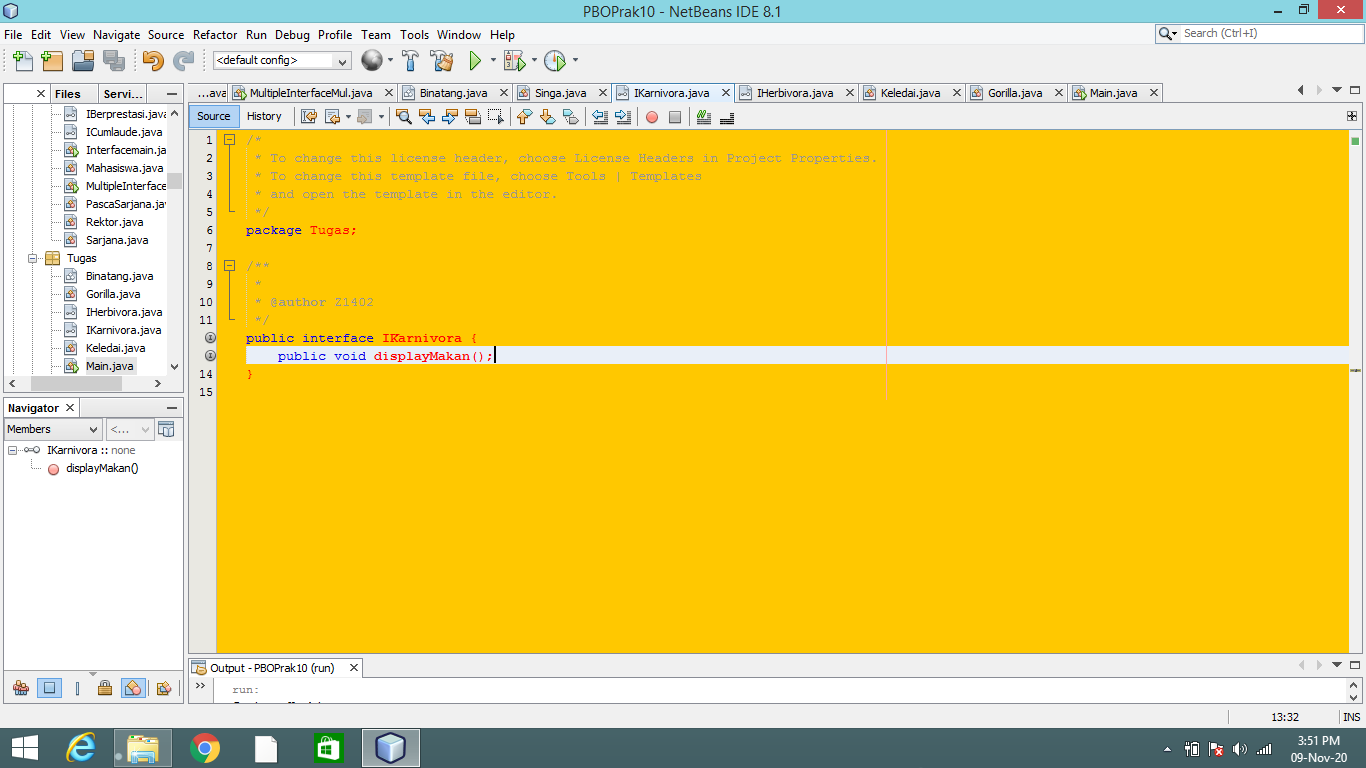 PBOPrak10 - NetBeans IDE 8.1
File Edit View Navigate Source Refactor Run Debug Profile Team Tools Window Help
Search (Ctrl+I)
<default config>
Files Servi...
...ava MultipleInterfaceMul.java Binatang.java Singa.java IKarnivora.java IHerbivora.java Keledai.java Gorilla.java Main.java
Source History
IBerprestasi.java
ICumlaude.java
Interfacemain.ja
Mahasiswa.java
MultipleInterface
PascaSarjana.jav
Rektor.java
Sarjana.java
Tugas
Binatang.java
Gorilla.java
IHerbivora.java
IKarnivora.java
Keledai.java
Main.java
Navigator
Members <...
IKarnivora :: none
displayMakan()
1 /*
2 * To change this license header, choose License Headers in Project Properties.
3 * To change this template file, choose Tools | Templates
4 * and open the template in the editor.
5 */
6 package Tugas;
7
8 /**
9 *
10 * @author Z1402
11 */
public interface IKarnivora {
public void displayMakan();
14 }
15
Output - PBOPrak10 (run)
run:
13:32 INS
3:51 PM
09-Nov-20